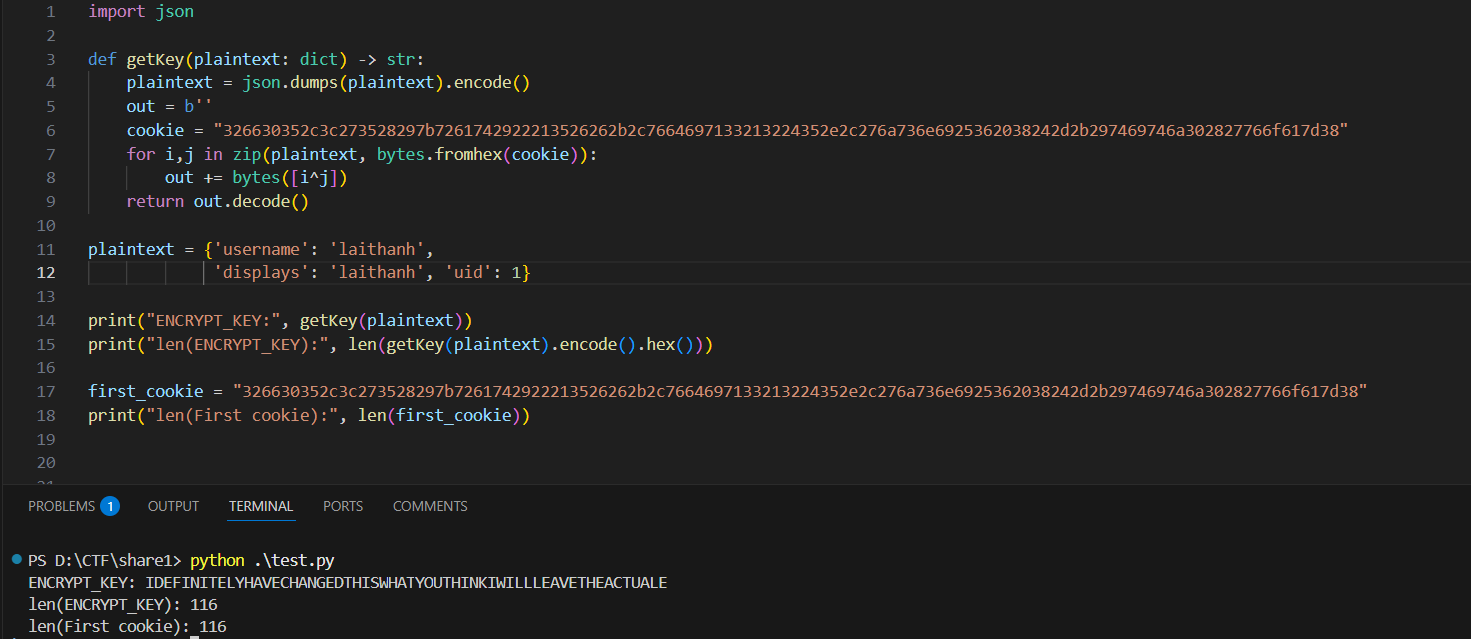 1 import json
2
3 def getKey(plaintext: dict) -> str:
4 plaintext = json.dumps(plaintext).encode()
5 out = b''
6 cookie = "326630352c3c273528297b7261742922213526262b2c7664697133213224352e2c276a736e6925362038242d2b297469746a302827766f617d38"
7 for i,j in zip(plaintext, bytes.fromhex(cookie)):
8 out += bytes([i^j])
9 return out.decode()
10
11 plaintext = {'username': 'laithanh',
12 'displays': 'laithanh', 'uid': 1}
13
14 print("ENCRYPT_KEY:", getKey(plaintext))
15 print("len(ENCRYPT_KEY):", len(getKey(plaintext).encode().hex()))
16
17 first_cookie = "326630352c3c273528297b7261742922213526262b2c7664697133213224352e2c276a736e6925362038242d2b297469746a302827766f617d38"
18 print("len(First cookie):", len(first_cookie))
19
20
21
PROBLEMS 1 OUTPUT TERMINAL PORTS COMMENTS
PS D:\CTF\share1> python .\test.py
ENCRYPT_KEY: IDEFINITELYHAVECHANGEDTHISWHATYOUTHINKIWILLLEAVETHEACTUALE
len(ENCRYPT_KEY): 116
len(First cookie): 116